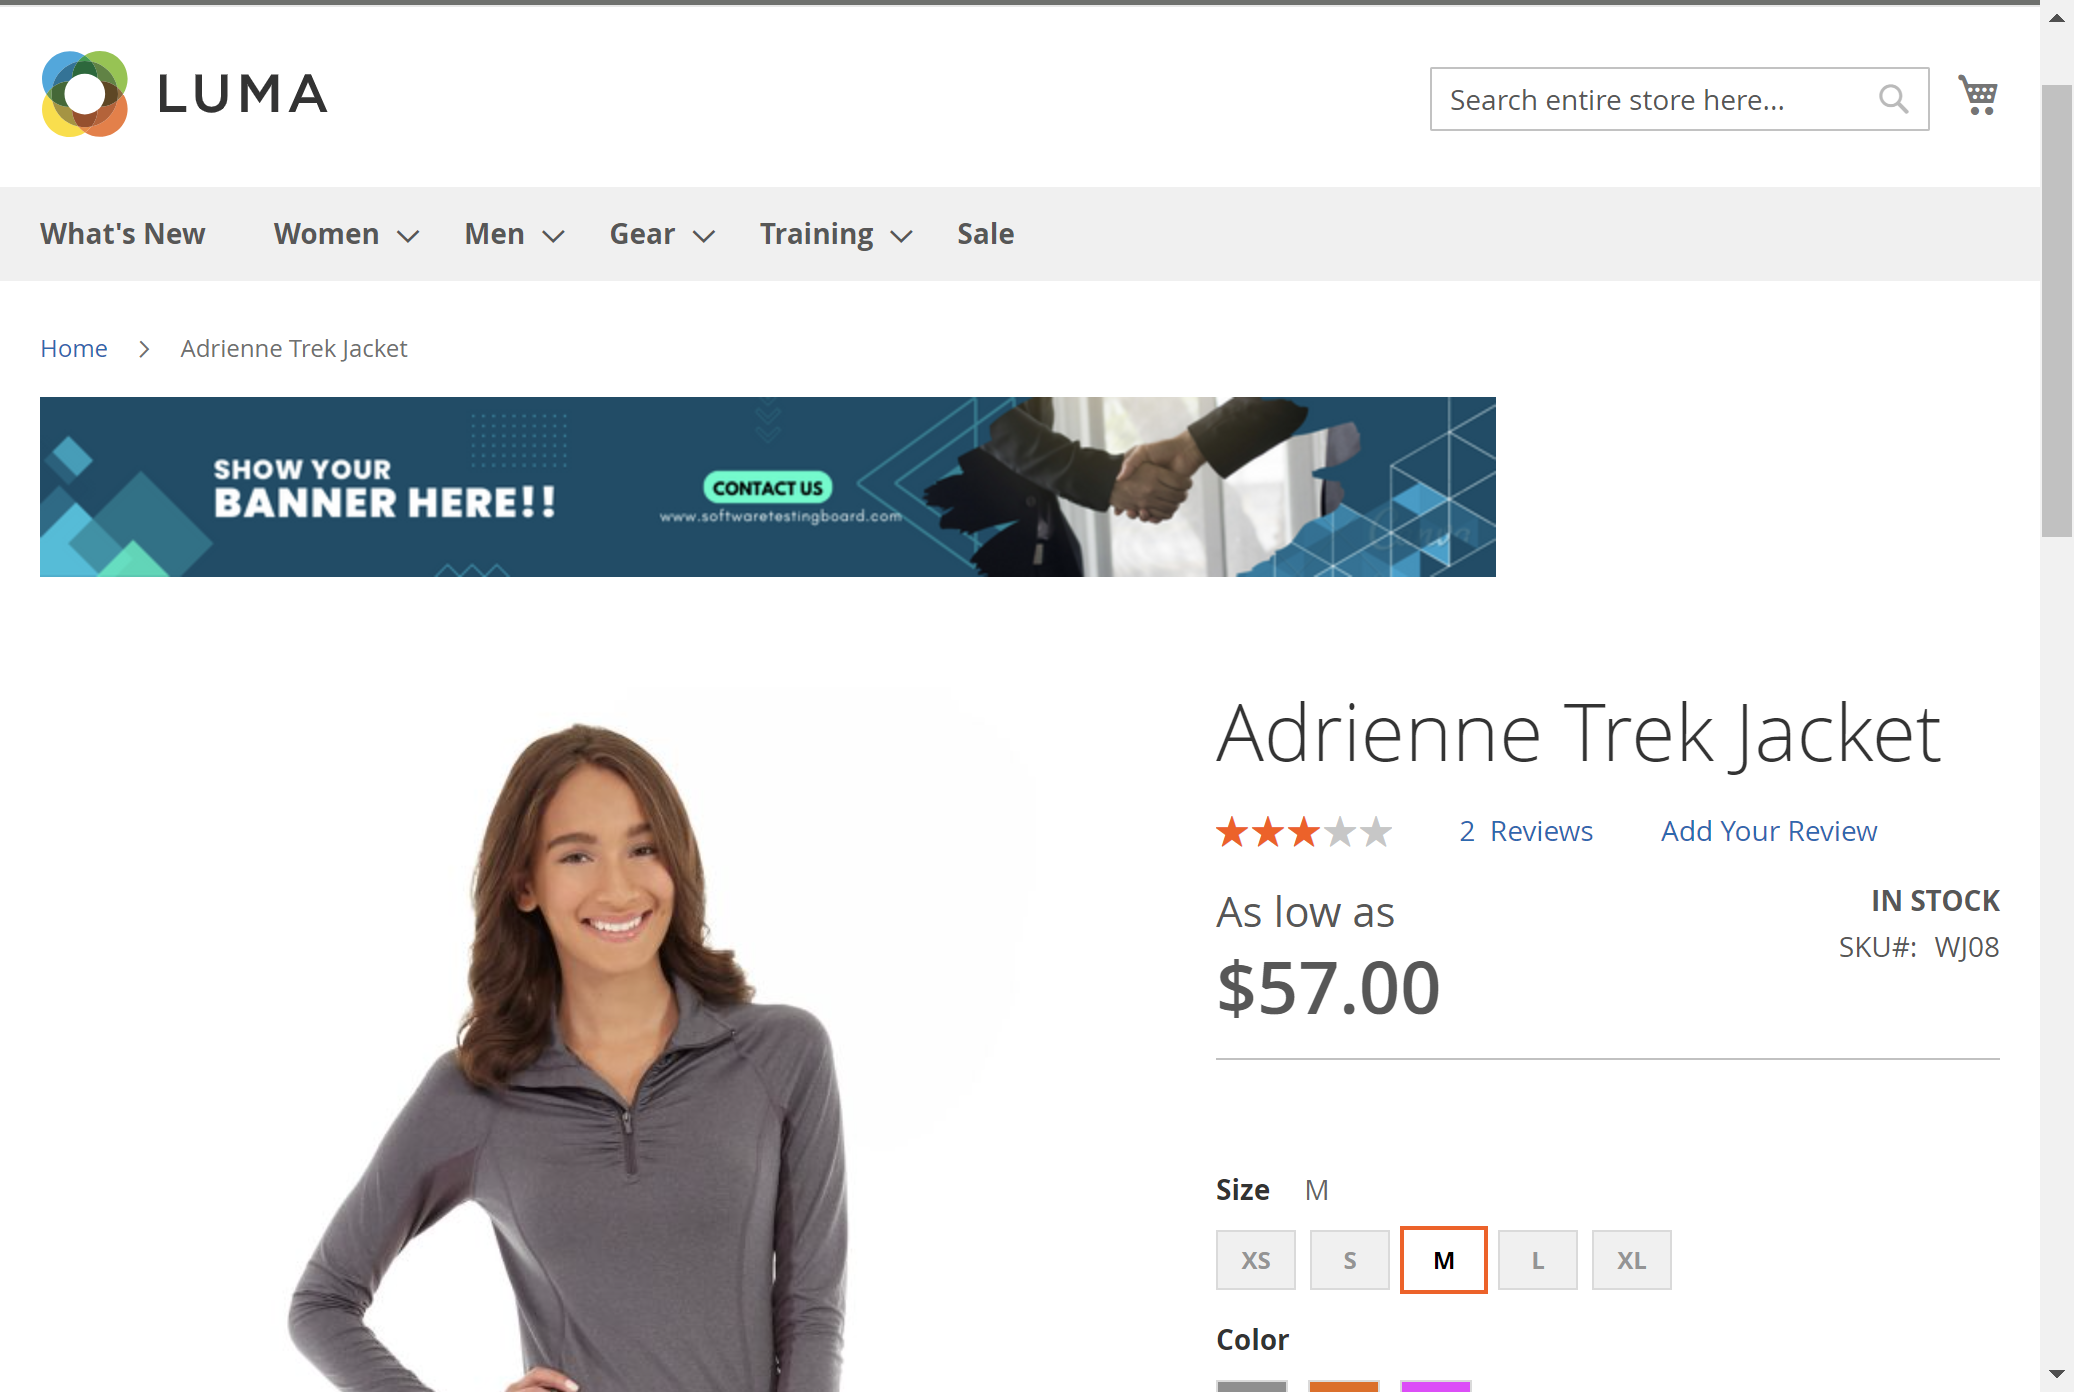 LUMA
Search entire store here...
What's New Women Men Gear Training Sale
Home Adrienne Trek Jacket
SHOW YOUR
BANNER HERE!!
CONTACT US
www.softwaretestingboard.com
Adrienne Trek Jacket
2 Reviews Add Your Review
As low as
$57.00
IN STOCK
SKU#: WJ08
Size M
XS S M L XL
Color